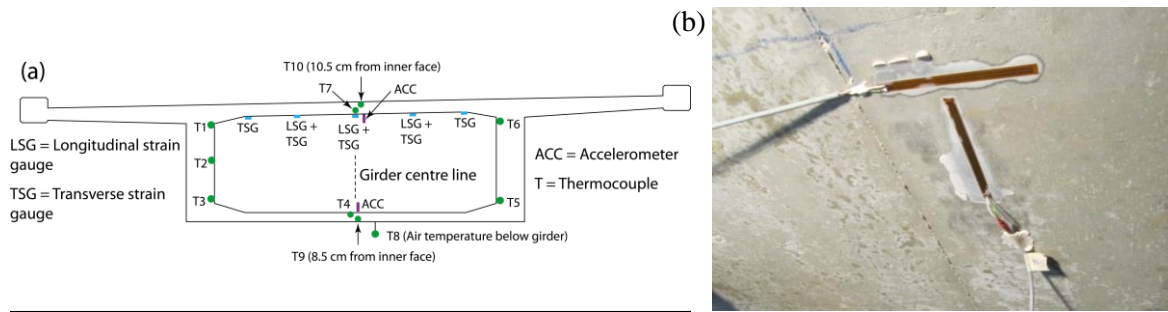 (b)
(a)
T10 (10.5 cm from inner face)
T7
ACC
T1
TSG
LSG +
TSG
LSG +
TSG
LSG +
TSG
TSG
T6
LSG = Longitudinal strain
gauge
T2
ACC = Accelerometer
Girder centre line
TSG = Transverse strain
gauge
T = Thermocouple
T3
T4
ACC
T5
T8 (Air temperature below girder)
T9 (8.5 cm from inner face)